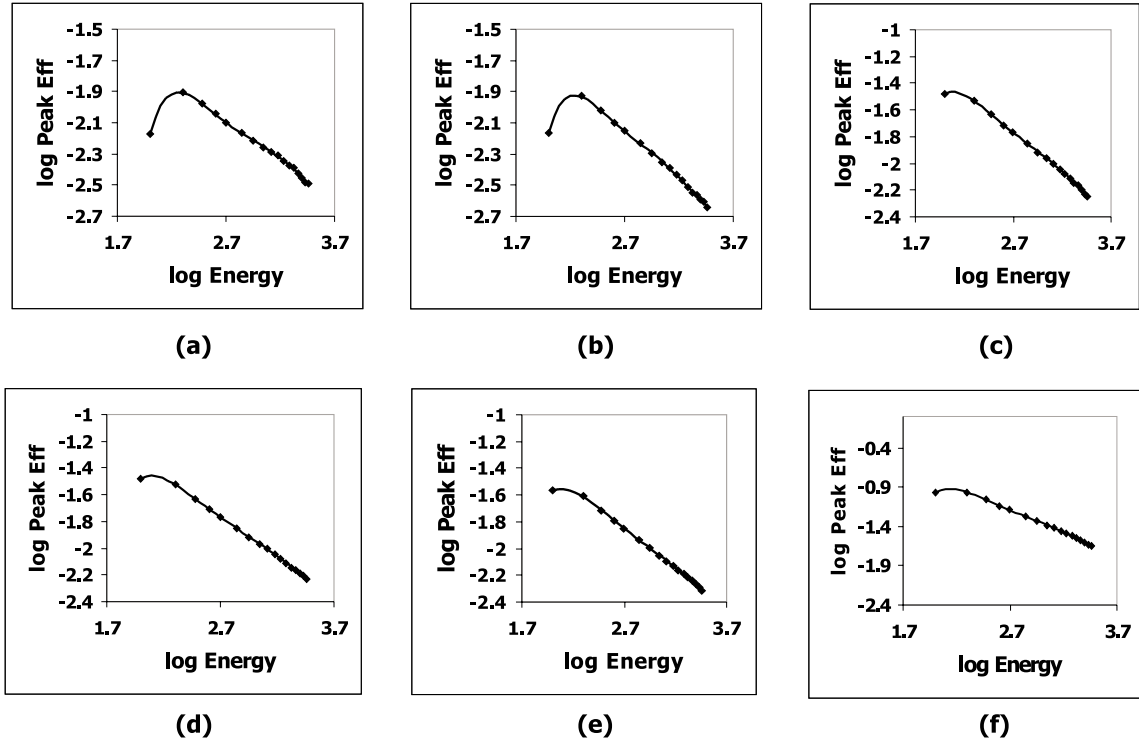 -1.5
-1.7
-1.9
-2.1
-2.3
-2.5
-2.7
1.7 2.7 3.7
log Peak Eff
log Energy
(a)
-1.5
-1.7
-1.9
-2.1
-2.3
-2.5
-2.7
1.7 2.7 3.7
log Peak Eff
log Energy
(b)
-1
-1.2
-1.4
-1.6
-1.8
-2
-2.2
-2.4
1.7 2.7 3.7
log Peak Eff
log Energy
(c)
-1
-1.2
-1.4
-1.6
-1.8
-2
-2.2
-2.4
1.7 2.7 3.7
log Peak Eff
log Energy
(d)
-1
-1.2
-1.4
-1.6
-1.8
-2
-2.2
-2.4
1.7 2.7 3.7
log Peak Eff
log Energy
(e)
-0.4
-0.9
-1.4
-1.9
-2.4
1.7 2.7 3.7
log Peak Eff
log Energy
(f)